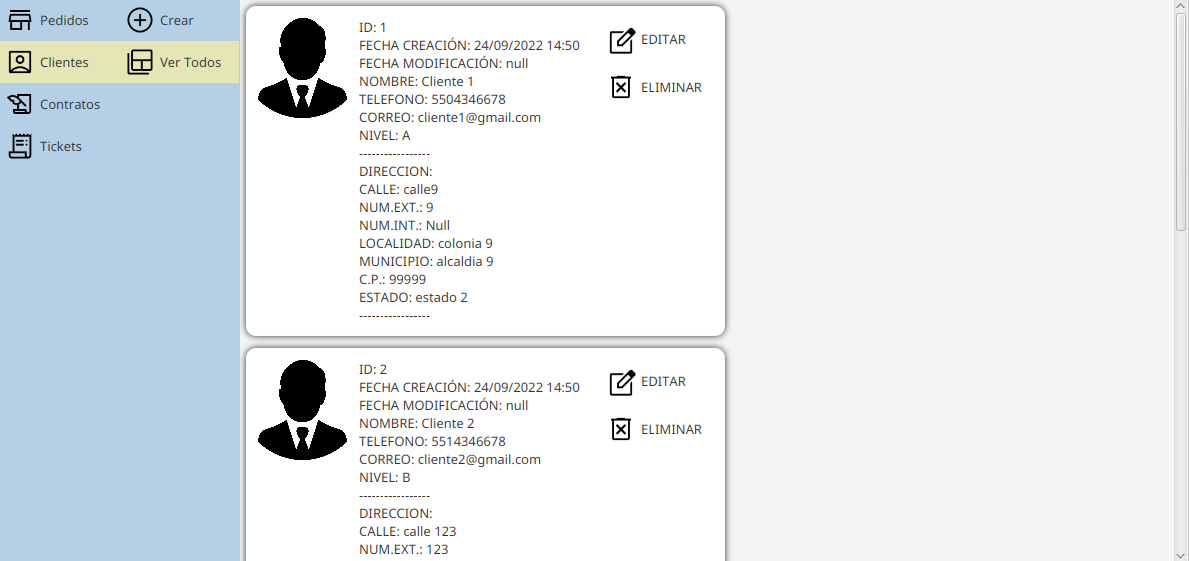 Pedidos
Crear
Clientes
Ver Todos
Contratos
Tickets
ID: 1
FECHA CREACIÓN: 24/09/2022 14:50
FECHA MODIFICACIÓN: null
NOMBRE: Cliente 1
TELEFONO: 5504346678
CORREO: cliente1@gmail.com
NIVEL: A
-----------------
DIRECCION:
CALLE: calle9
NUM.EXT.: 9
NUM.INT.: Null
LOCALIDAD: colonia 9
MUNICIPIO: alcaldia 9
C.P.: 99999
ESTADO: estado 2
-----------------
EDITAR
ELIMINAR
ID: 2
FECHA CREACIÓN: 24/09/2022 14:50
FECHA MODIFICACIÓN: null
NOMBRE: Cliente 2
TELEFONO: 5514346678
CORREO: cliente2@gmail.com
NIVEL: B
-----------------
DIRECCION:
CALLE: calle 123
NUM.EXT.: 123
EDITAR
ELIMINAR